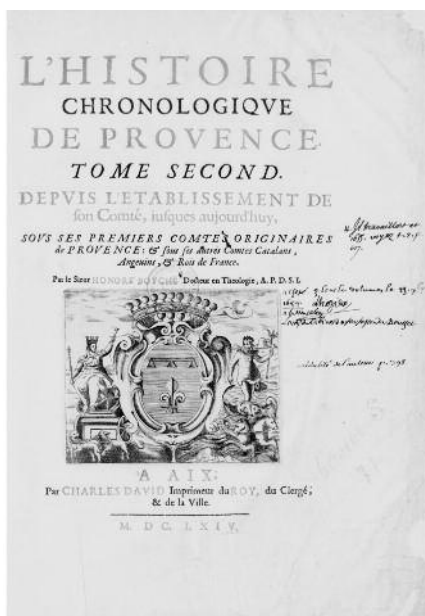 L'HISTOIRE
CHRONOLOGIQVE
DE PROVENCE.
TOME SECOND.
DEPVIS L'ETABLISSEMENT DE
son Comté, iusques aujourd'huy,
SOVS SES PREMIERS COMTES ORIGINAIRES
de PROVENCE: & sous ses autres Comtes Catalans,
Angevins, & Rois de France.
Par le Sieur HONORÉ BOVCHE Docteur en Theologie, A. P. D. S. I.
A AIX;
Par CHARLES DAVID Imprimeur du ROY, du Clergé;
& de la Ville.
M. DC. LXIV.